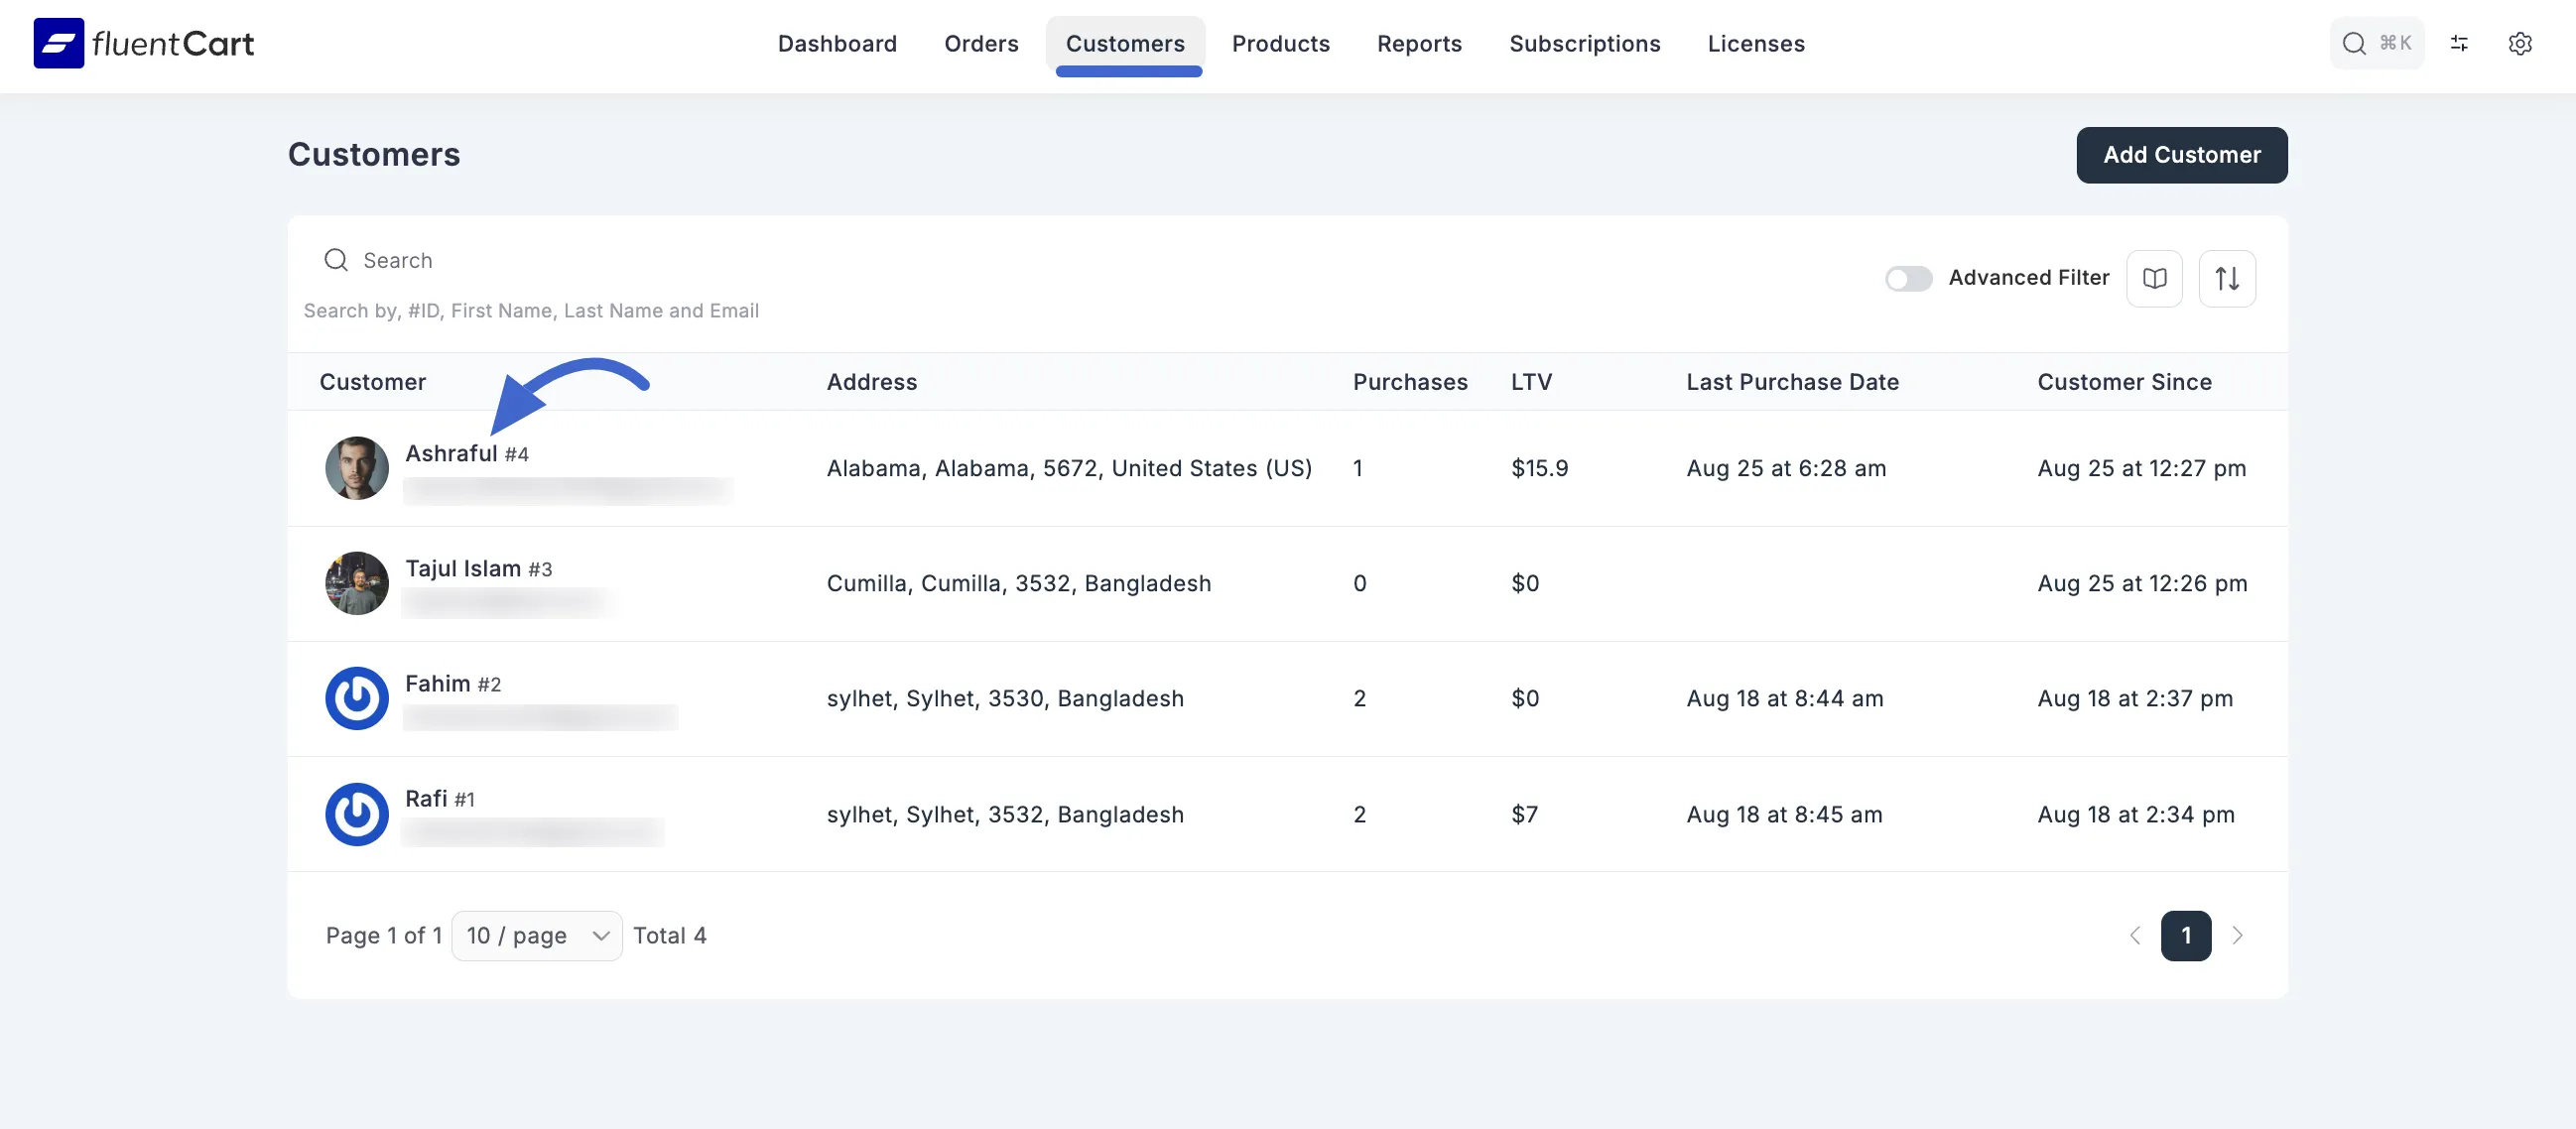 fluentCart Dashboard Orders Customers Products Reports Subscriptions Licenses ⌘K
Customers Add Customer
Search
Advanced Filter
Search by, #ID, First Name, Last Name and Email
Customer Address Purchases LTV Last Purchase Date Customer Since
Ashraful #4
Alabama, Alabama, 5672, United States (US) 1 $15.9 Aug 25 at 6:28 am Aug 25 at 12:27 pm
Tajul Islam #3
Cumilla, Cumilla, 3532, Bangladesh 0 $0 Aug 25 at 12:26 pm
Fahim #2
sylhet, Sylhet, 3530, Bangladesh 2 $0 Aug 18 at 8:44 am Aug 18 at 2:37 pm
Rafi #1
sylhet, Sylhet, 3532, Bangladesh 2 $7 Aug 18 at 8:45 am Aug 18 at 2:34 pm
Page 1 of 1 10 / page Total 4 1